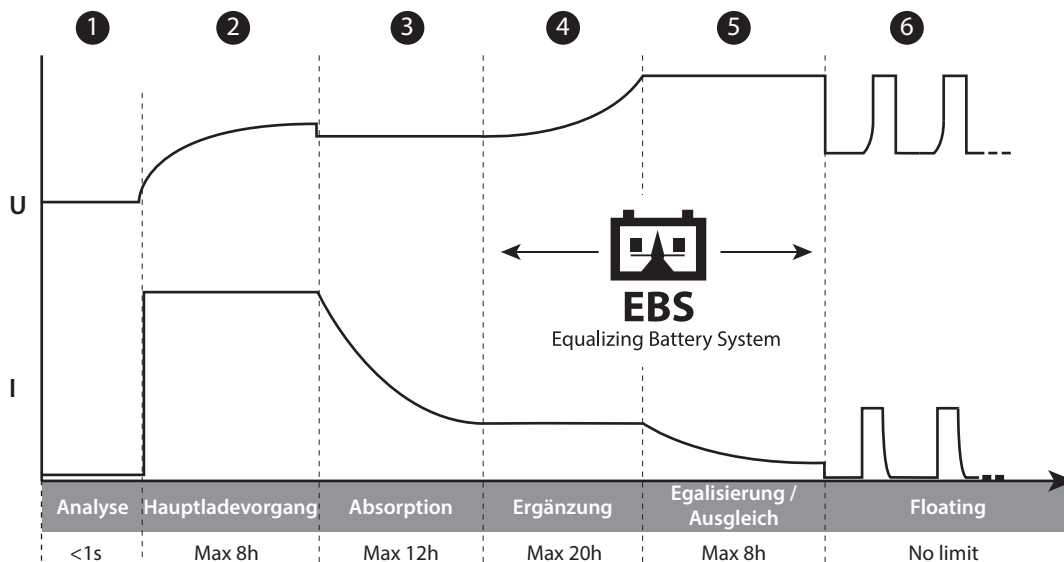 1 2 3 4 5 6
U
EBS
Equalizing Battery System
I
Analyse Hauptladevorgang Absorption Ergänzung Egalisierung / Floating
Ausgleich
<1s Max 8h Max 12h Max 20h Max 8h No limit